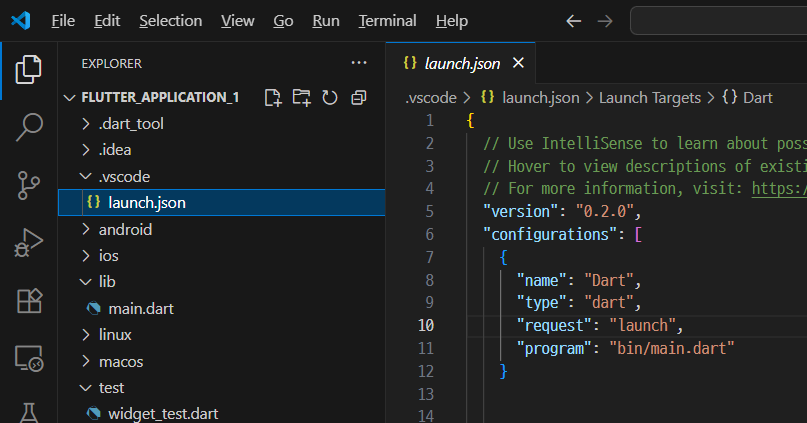 File Edit Selection View Go Run Terminal Help
EXPLORER
FLUTTER_APPLICATION_1
.dart_tool
.idea
.vscode
{} launch.json
android
ios
lib
main.dart
linux
macos
test
widget_test.dart
{} launch.json
.vscode > {} launch.json > Launch Targets > {} Dart
1 {
2 // Use IntelliSense to learn about
3 // Hover to view descriptions of
4 // For more information, visit:
5 "version": "0.2.0",
6 "configurations": [
7 {
8 "name": "Dart",
9 "type": "dart",
10 "request": "launch",
11 "program": "bin/main.dart"
12 }
13
14